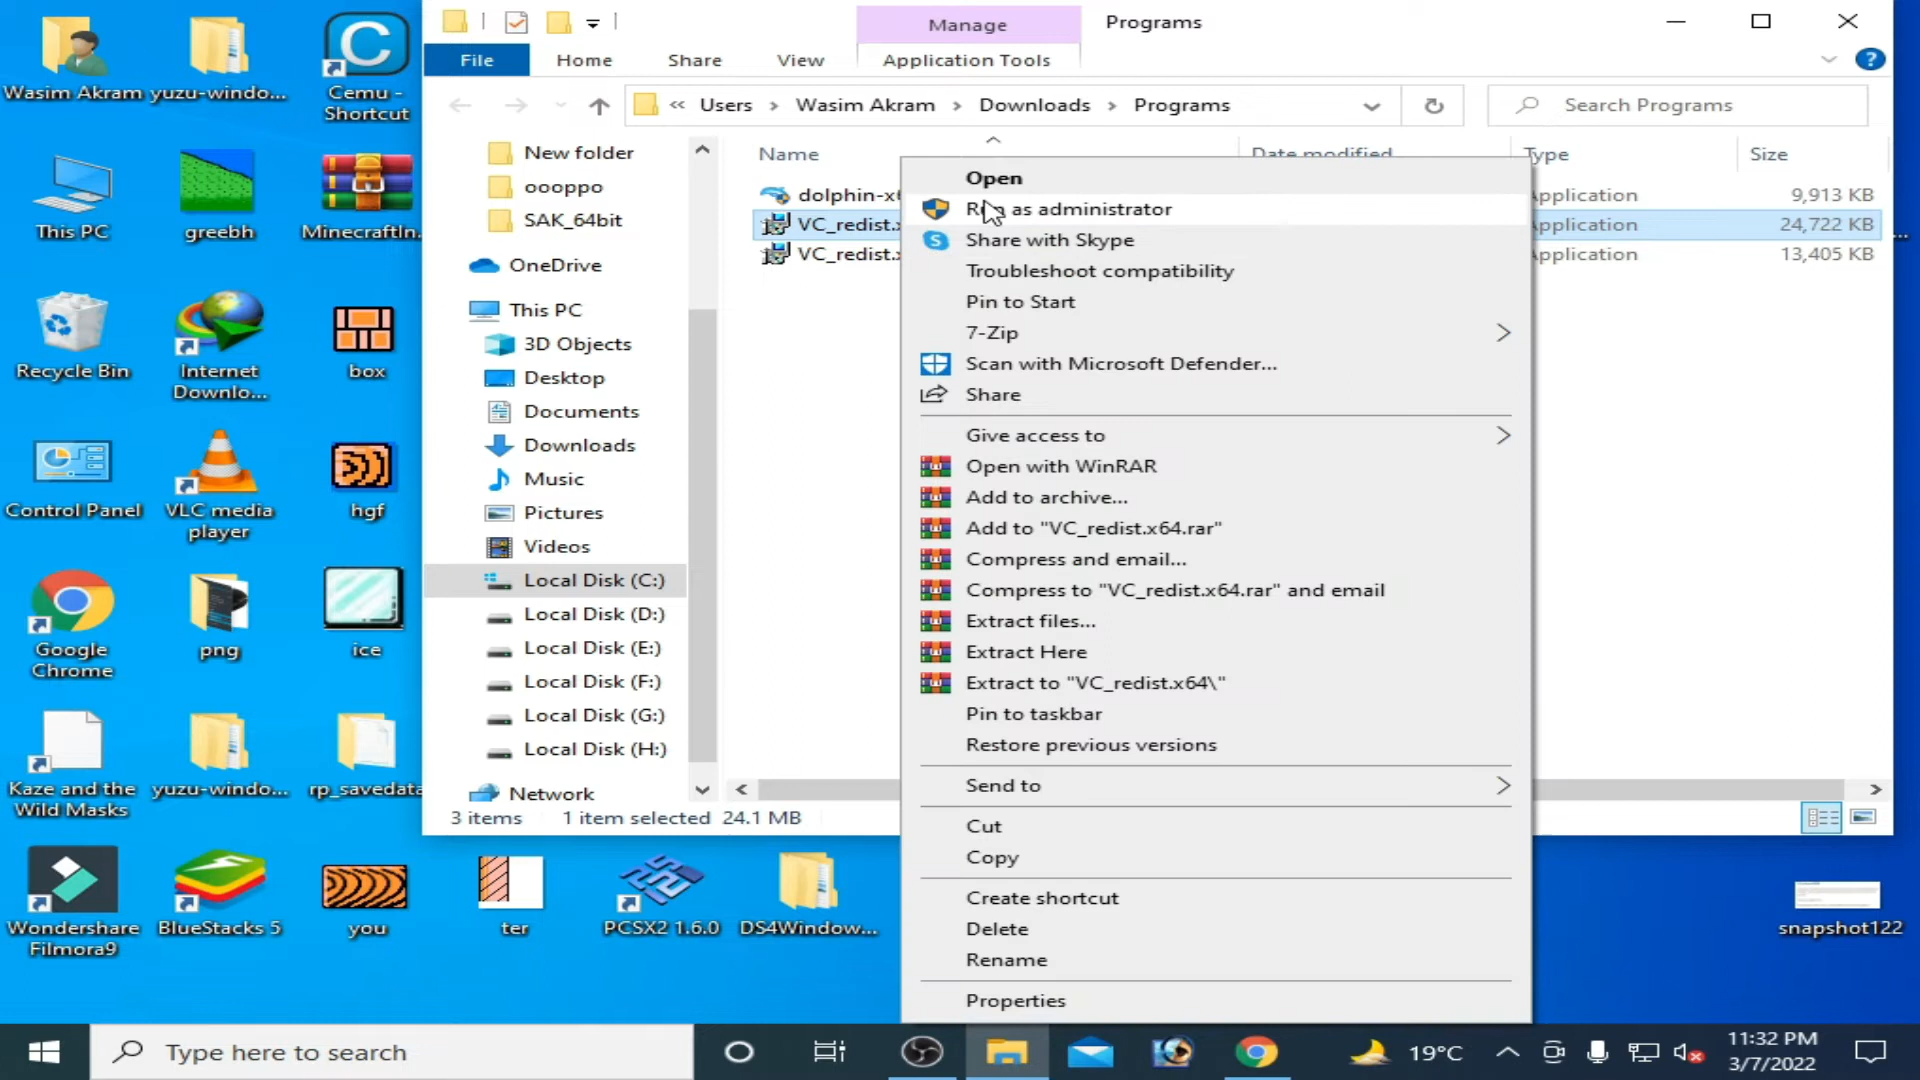 Manage
Programs
File
Home
Share
View
Application Tools
Users
Wasim Akram
Downloads
Programs
Search Programs
Name
Date modified
Type
Size
dolphin-x
Application
9,913 KB
VC_redist.
Application
24,722 KB
VC_redist.
Application
13,405 KB
New folder
oooppo
SAK_64bit
OneDrive
This PC
3D Objects
Desktop
Documents
Downloads
Music
Pictures
Videos
Local Disk (C:)
Local Disk (D:)
Local Disk (E:)
Local Disk (F:)
Local Disk (G:)
Local Disk (H:)
Network
3 items
1 item selected
24.1 MB
Open
Run as administrator
Share with Skype
Troubleshoot compatibility
Pin to Start
7-Zip
Scan with Microsoft Defender...
Share
Give access to
Open with WinRAR
Add to archive...
Add to "VC_redist.x64.rar"
Compress and email...
Compress to "VC_redist.x64.rar" and email
Extract files...
Extract Here
Extract to "VC_redist.x64\"
Pin to taskbar
Restore previous versions
Send to
Cut
Copy
Create shortcut
Delete
Rename
Properties
Wasim Akram
yuzu-windo...
Cemu -
Shortcut
This PC
greebh
MinecraftIn...
Recycle Bin
Internet
Downlo...
box
Control Panel
VLC media
player
hgf
Google
Chrome
png
ice
Kaze and the
Wild Masks
yuzu-windo...
rp_savedata
Wondershare
Filmora9
BlueStacks 5
you
ter
PCSX2 1.6.0
DS4Window...
snapshot122
Type here to search
19°C
11:32 PM
3/7/2022